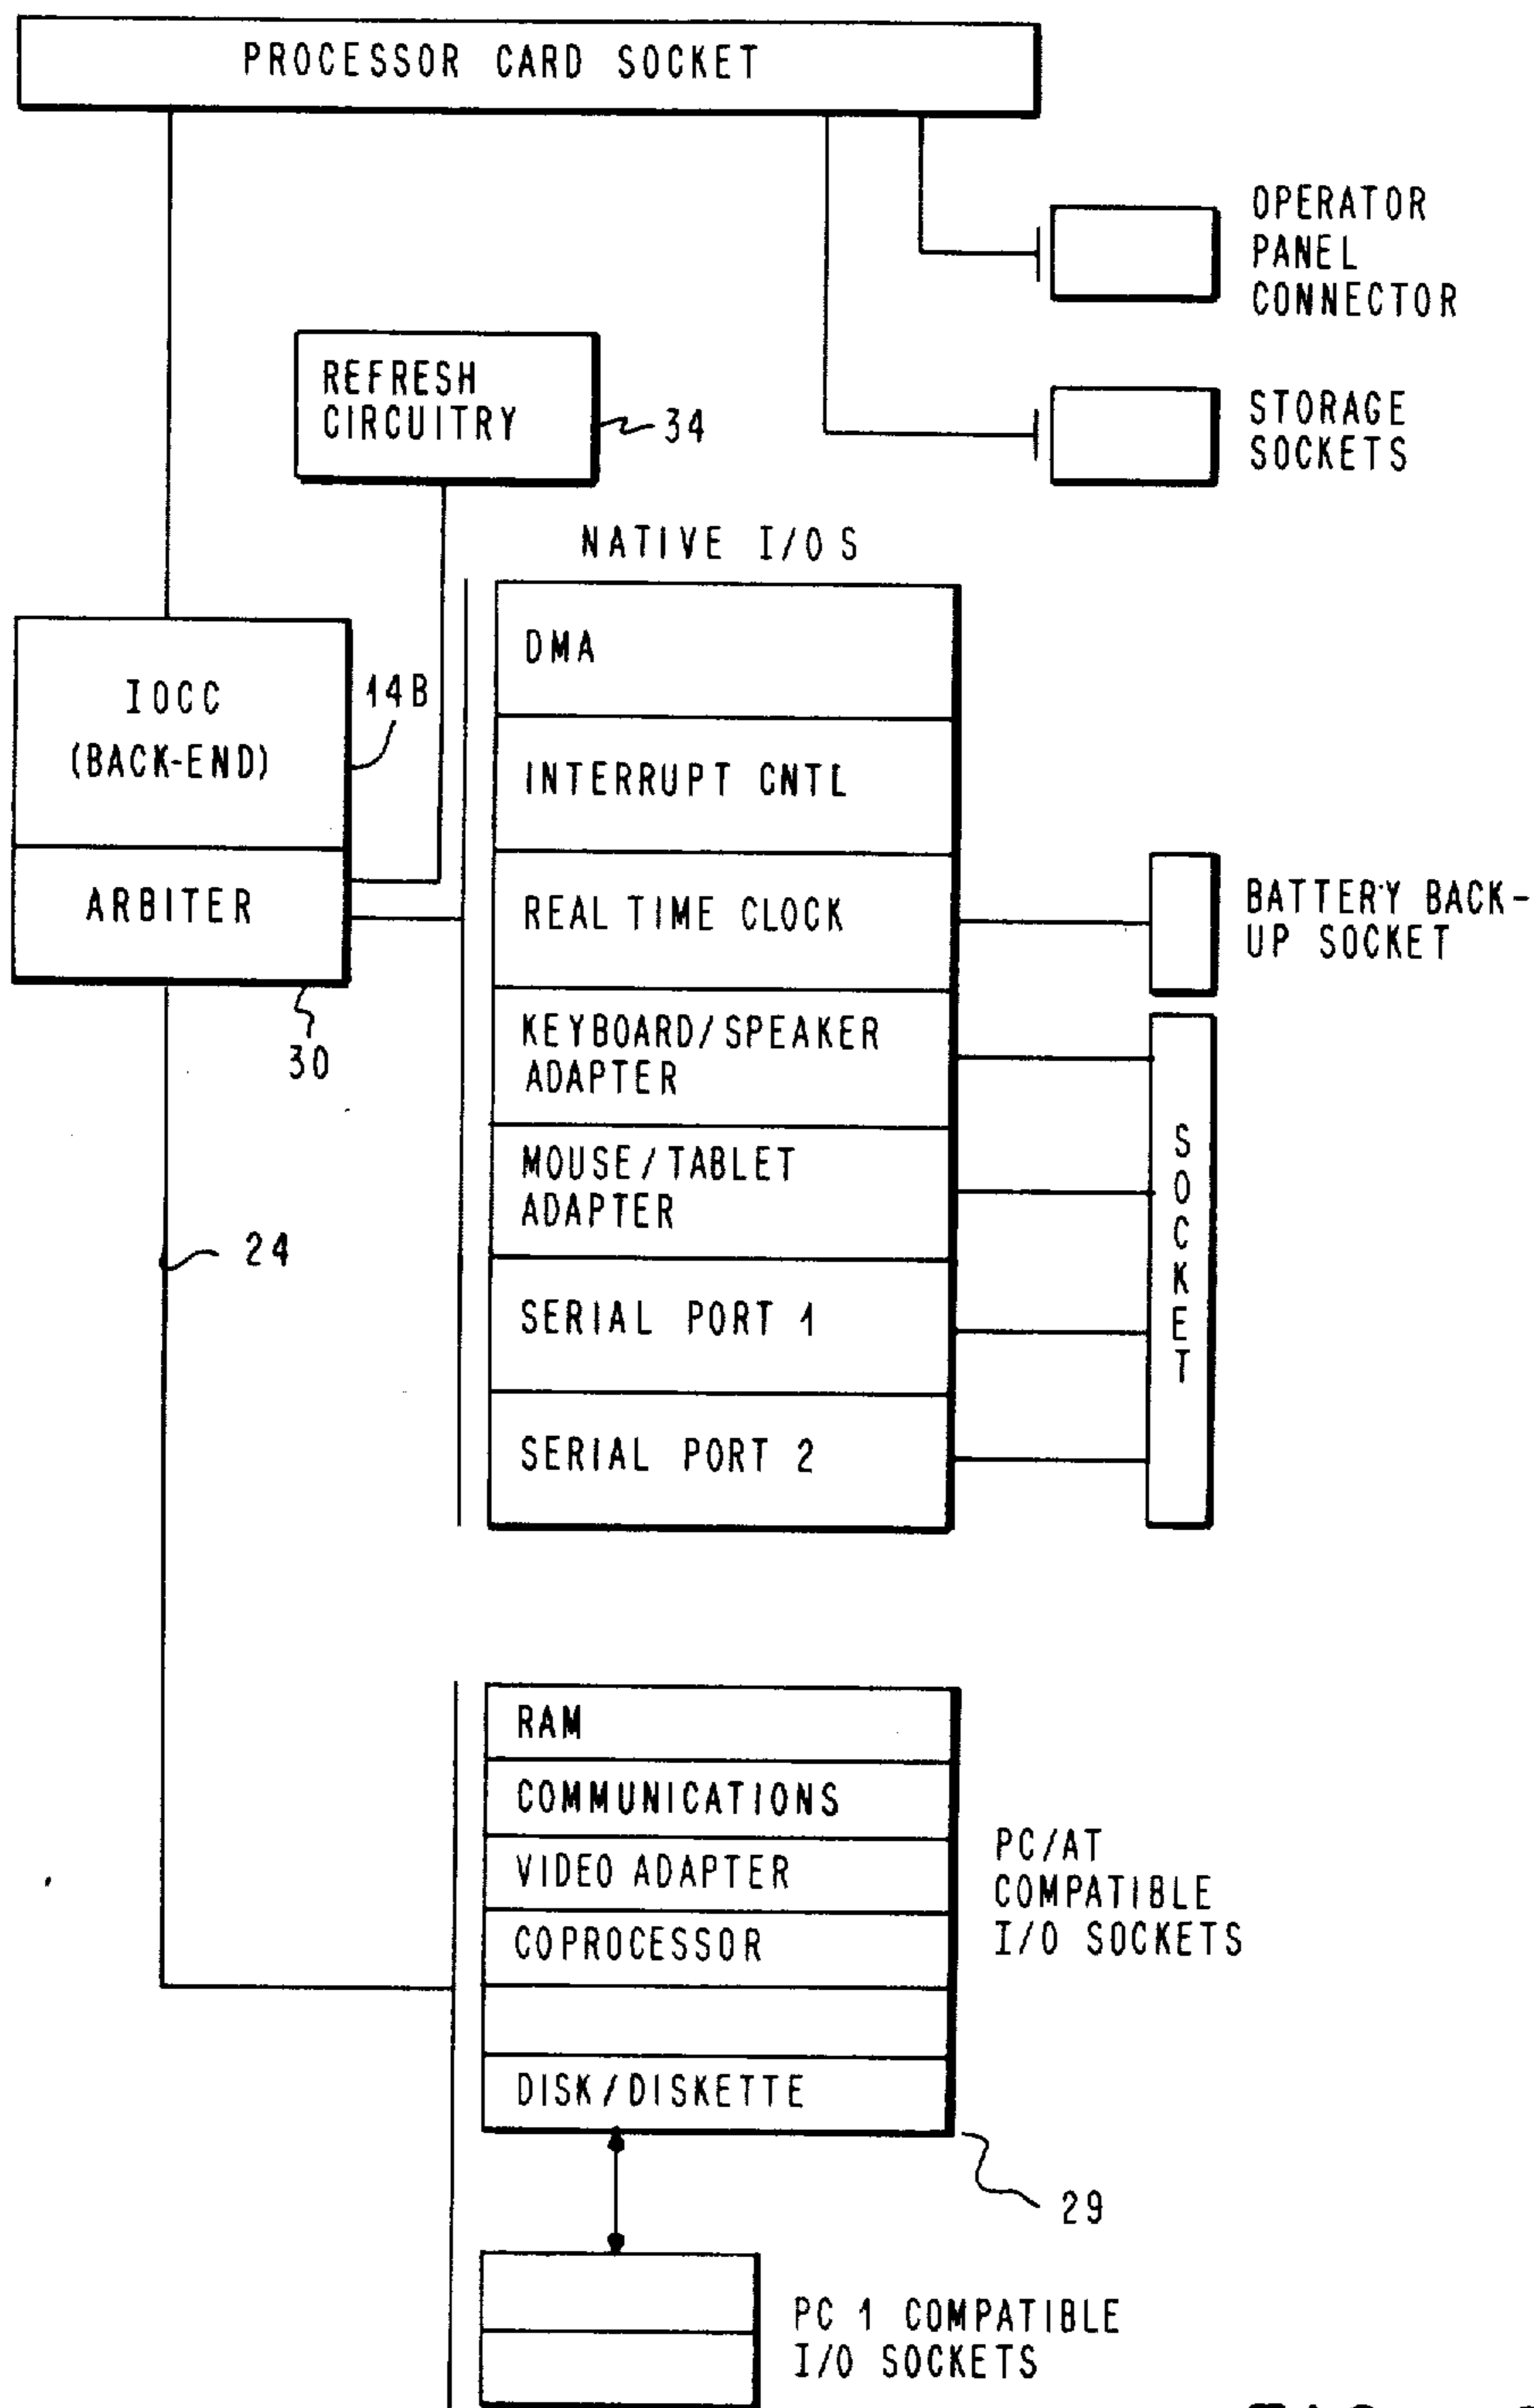 PROCESSOR CARD SOCKET
OPERATOR
PANEL
CONNECTOR
REFRESH
CIRCUITRY
34
STORAGE
SOCKETS
NATIVE I/OS
DMA
IOCC
(BACK-END)
14B
INTERRUPT CNTL
ARBITER
REAL TIME CLOCK
BATTERY BACK-
UP SOCKET
30
KEYBOARD/SPEAKER
ADAPTER
MOUSE/TABLET
ADAPTER
SOCKET
24
SERIAL PORT 1
SERIAL PORT 2
RAM
COMMUNICATIONS
VIDEO ADAPTER
COPROCESSOR
DISK/DISKETTE
PC/AT
COMPATIBLE
I/O SOCKETS
29
PC 1 COMPATIBLE
I/O SOCKETS